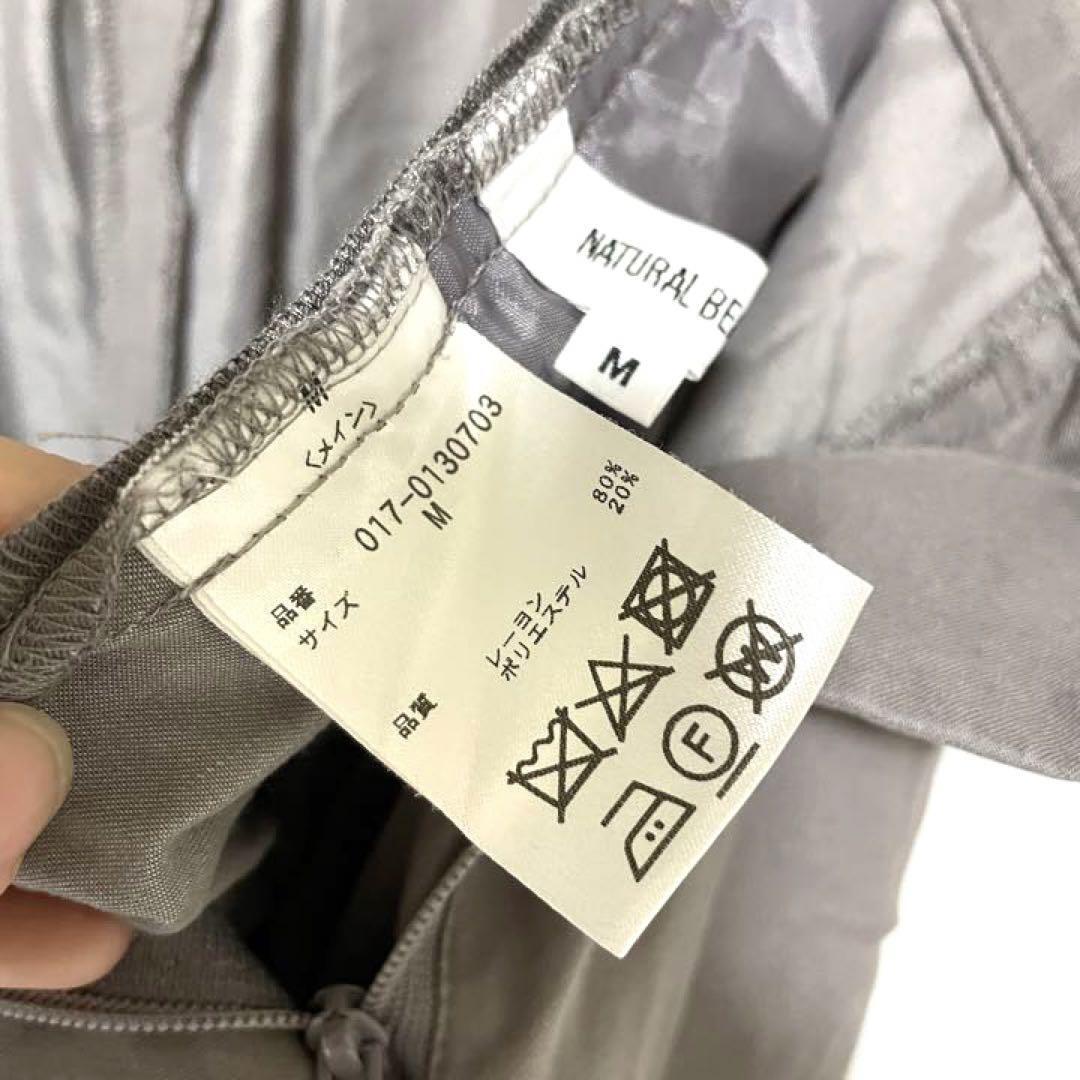 NATURAL BE
M
M
〈メイン〉
品番 017-0130703
サイズ M
品質 レーヨン 80%
ポリエステル 20%
F
W